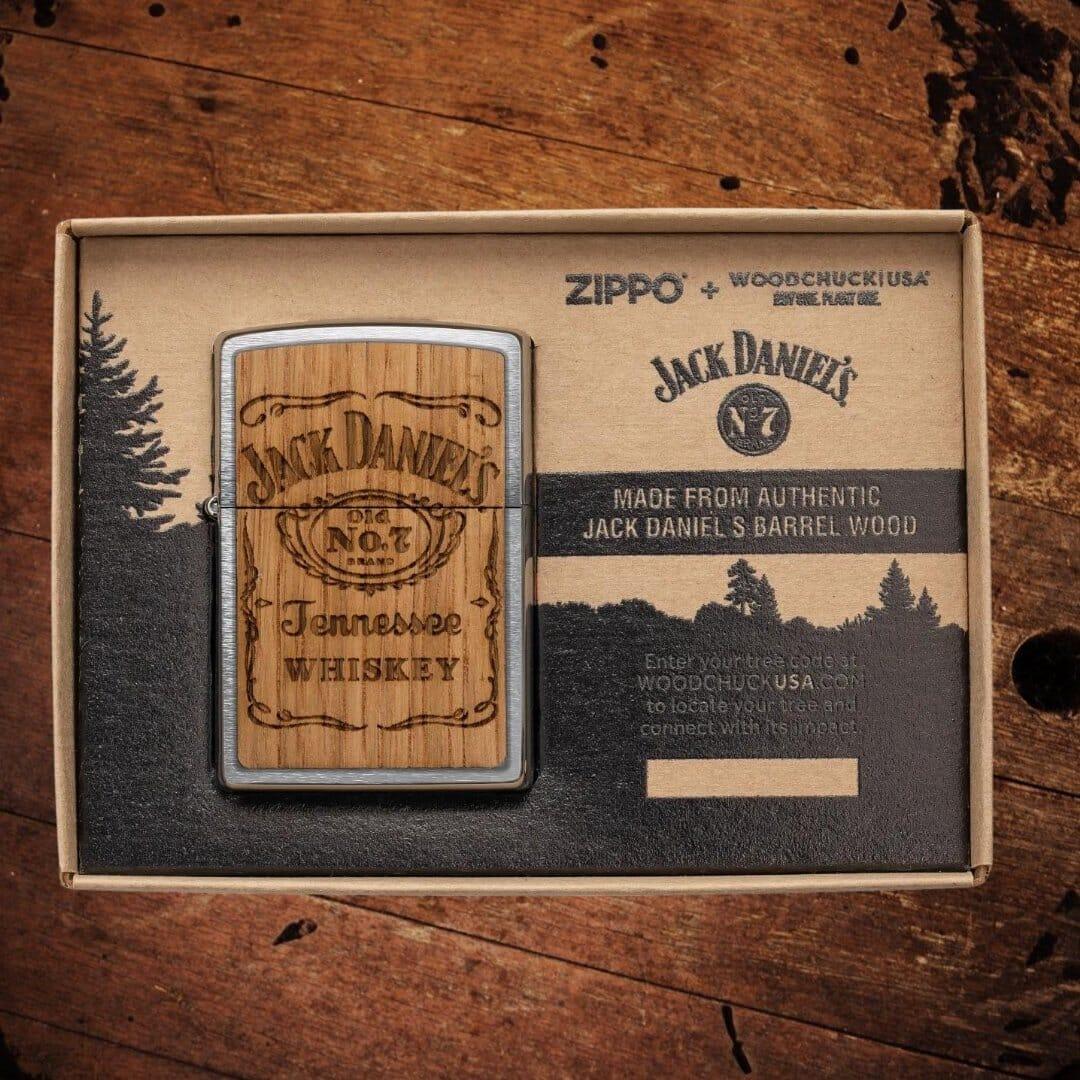 ZIPPO + WOODCHUCK|USA
BUY ONE. PLANT ONE.
JACK DANIEL'S
OLD
No 7
MADE FROM AUTHENTIC
JACK DANIEL S BARREL WOOD
Enter your tree code at
WOODCHUCKUSA.COM
to locate your tree and
connect with its impact
JACK DANIEL'S
Old
No.7
BRAND
Tennessee
WHISKEY